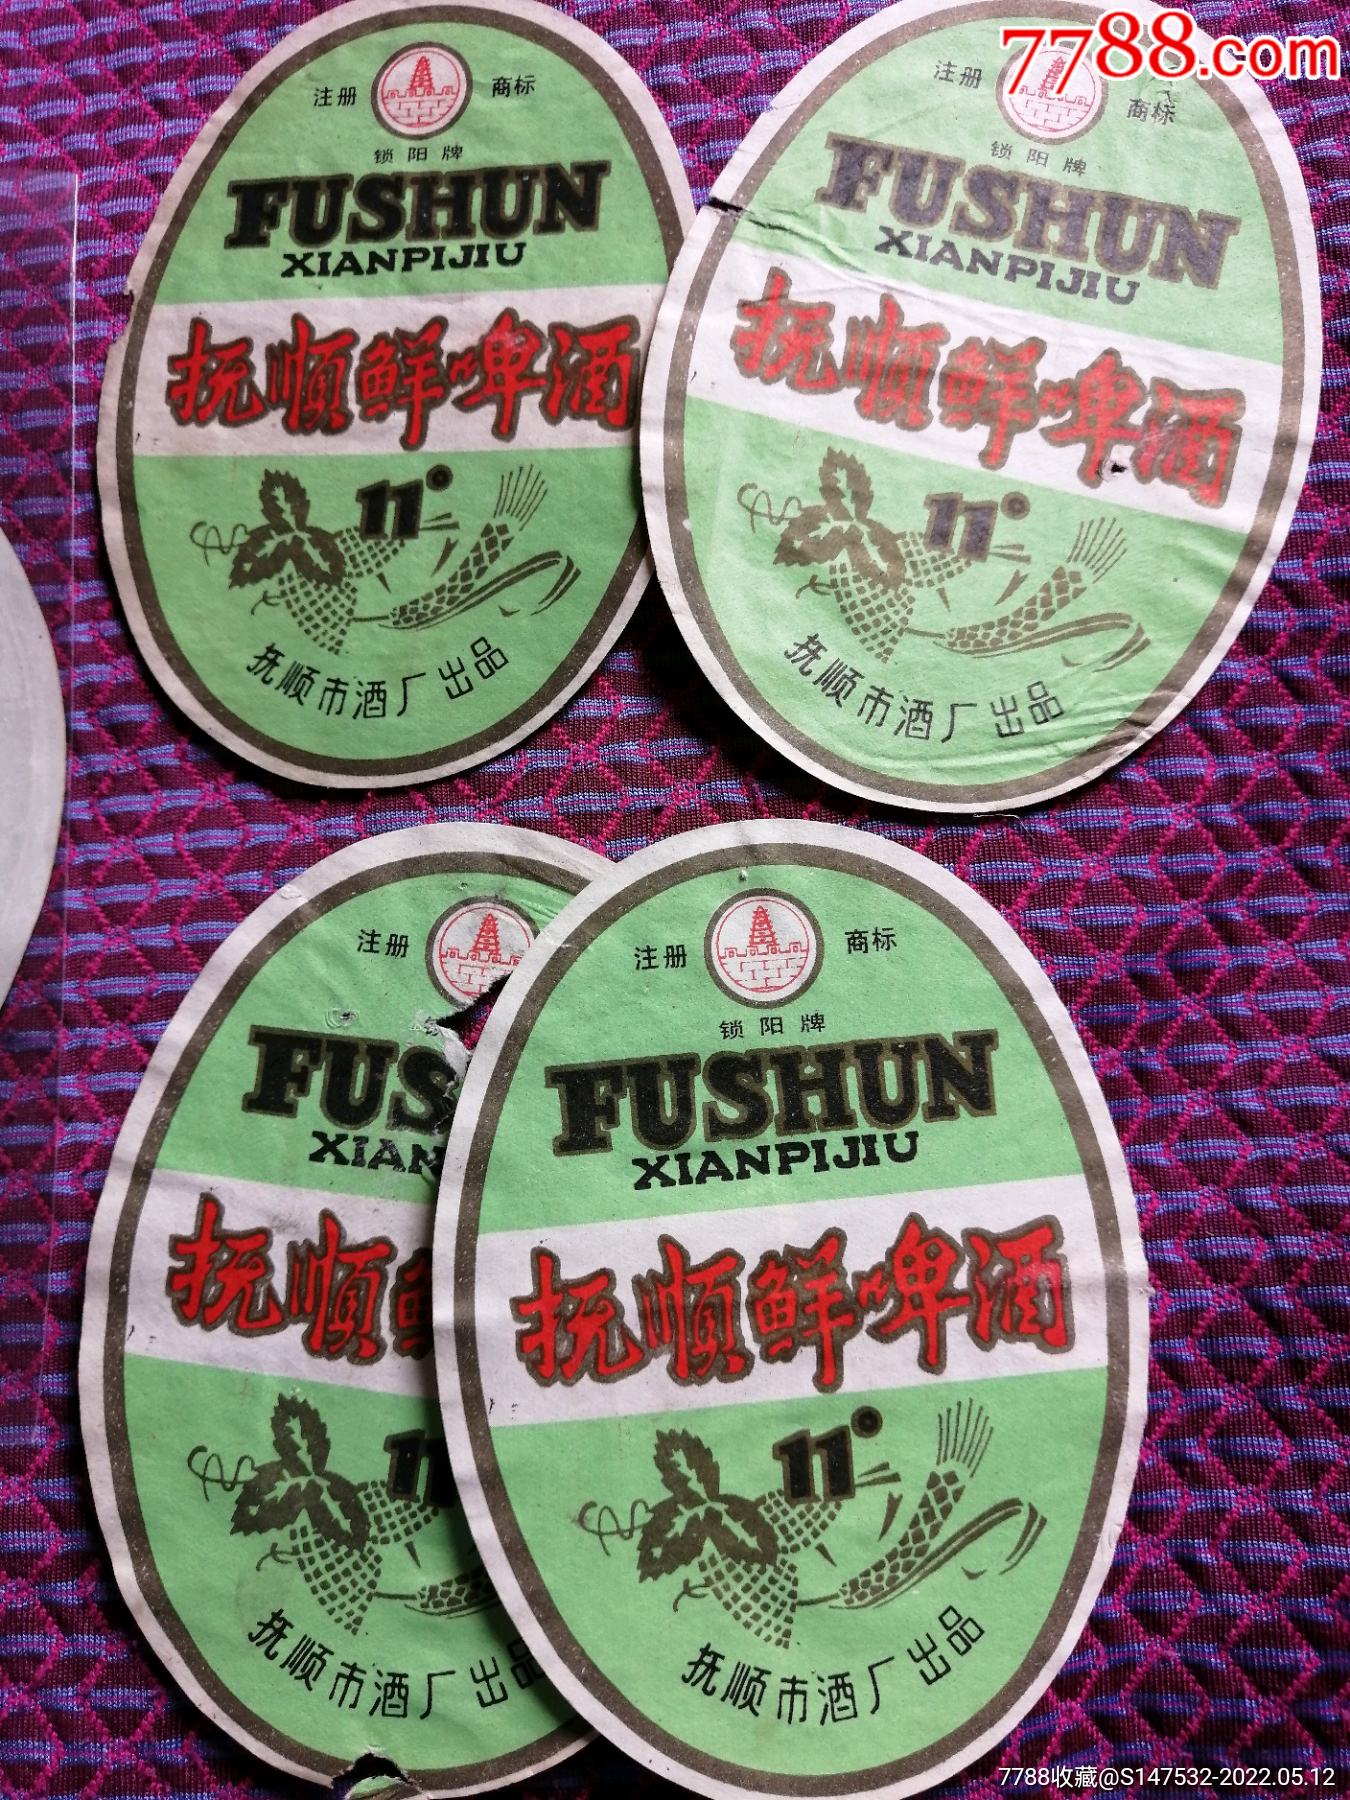 7788.com
注册 商标
锁阳牌
FUSHUN
XIANPIJIU
抚顺鲜啤酒
11°
抚顺市酒厂出品
注册 商标
锁阳牌
FUSHUN
XIANPIJIU
抚顺鲜啤酒
11°
抚顺市酒厂出品
注册
FUS
XIAN
抚顺
11
抚顺市酒厂出品
注册 商标
锁阳牌
FUSHUN
XIANPIJIU
抚顺鲜啤酒
11°
抚顺市酒厂出品
7788收藏@S147532-2022.05.12